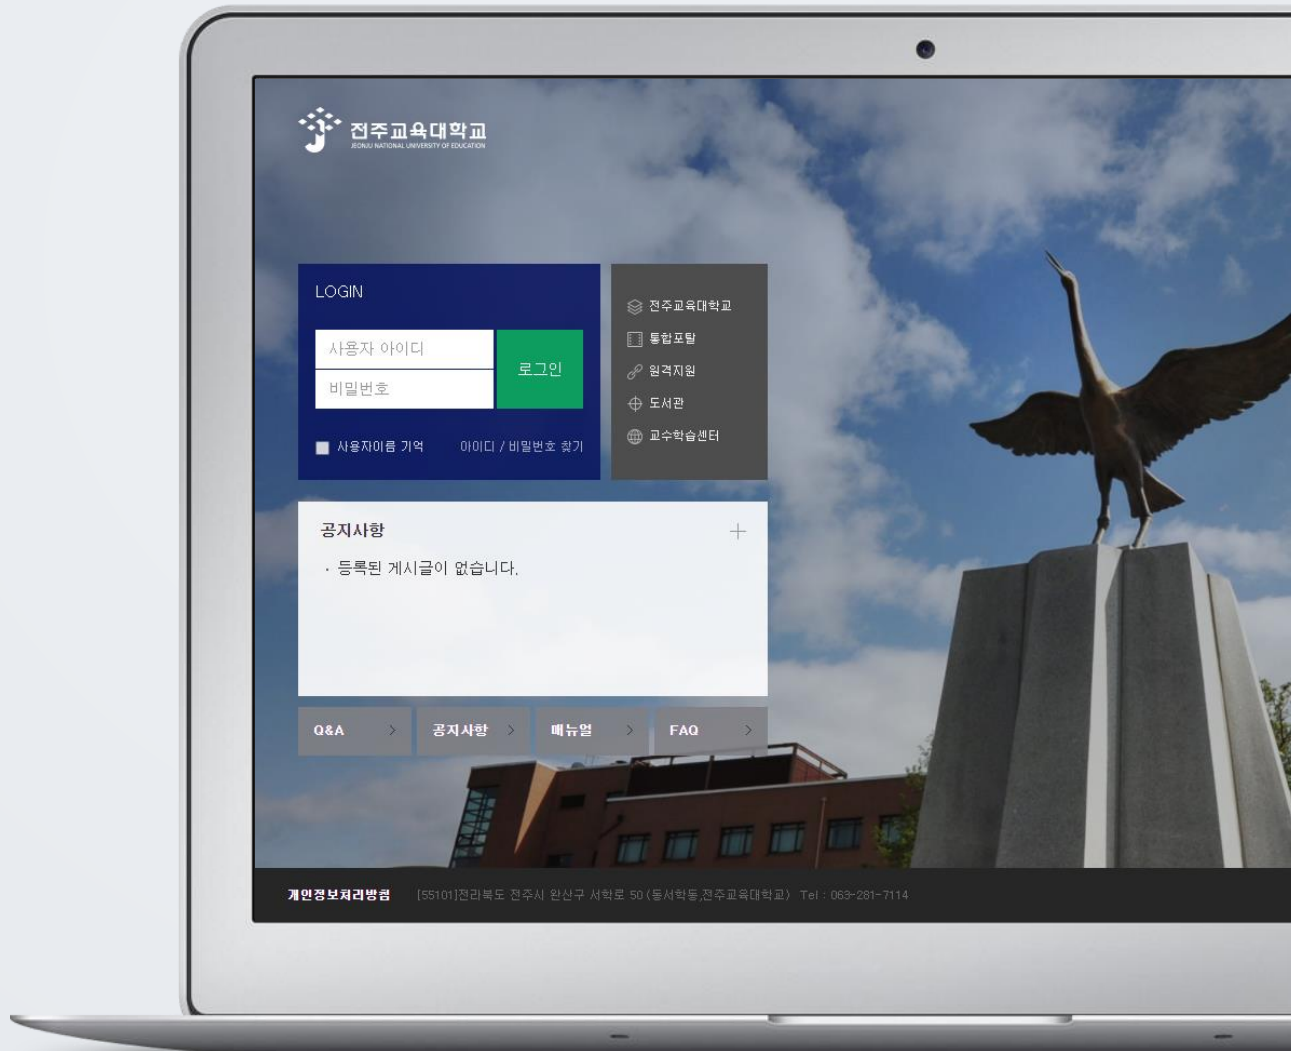 전주교육대학교
JEONJU NATIONAL UNIVERSITY OF EDUCATION
LOGIN
사용자 아이디
비밀번호
로그인
사용자이름 기억
아이디 / 비밀번호 찾기
전주교육대학교
통합포탈
원격지원
도서관
교수학습센터
공지사항
· 등록된 게시글이 없습니다.
Q&A
공지사항
매뉴얼
FAQ
개인정보처리방침
[55101]전라북도 전주시 완산구 서학로 50 (동서학동,전주교육대학교) Tel : 063-281-7114